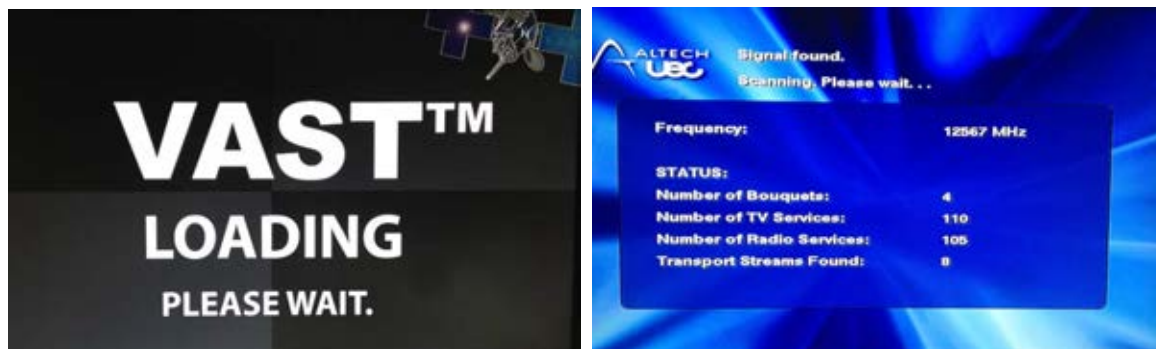 VAST™
LOADING
PLEASE WAIT.
ALTECH
UEC
Signal found.
Scanning. Please wait. . .
Frequency: 12567 MHz
STATUS:
Number of Bouquets: 4
Number of TV Services: 110
Number of Radio Services: 105
Transport Streams Found: 8